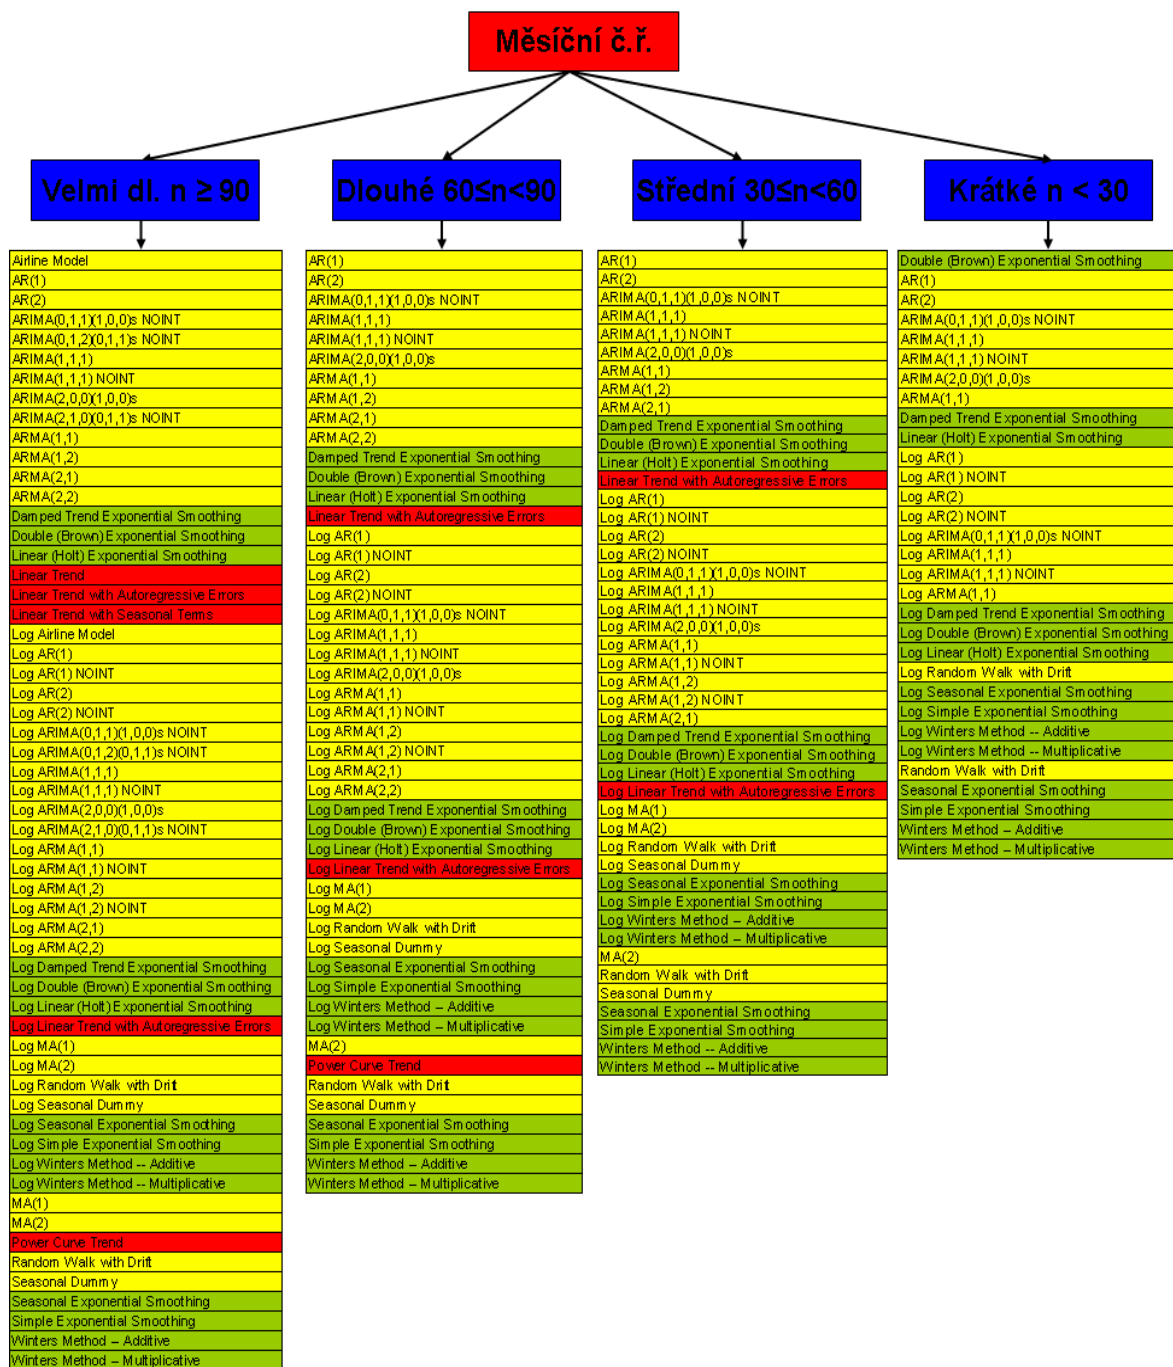 Měsíční č.ř.
Velmi dl. n ≥ 90
Dlouhé 60≤n<90
Střední 30≤n<60
Krátké n < 30
Airline Model
AR(1)
AR(2)
ARIMA(0,1,1)(1,0,0)s NOINT
ARIMA(0,1,2)(0,1,1)s NOINT
ARIMA(1,1,1)
ARIMA(1,1,1) NOINT
ARIMA(2,0,0)(1,0,0)s
ARIMA(2,1,0)(0,1,1)s NOINT
ARMA(1,1)
ARMA(1,2)
ARMA(2,1)
ARMA(2,2)
Damped Trend Exponential Smoothing
Double (Brown) Exponential Smoothing
Linear (Holt) Exponential Smoothing
Linear Trend
Linear Trend with Autoregressive Errors
Linear Trend with Seasonal Terms
Log Airline Model
Log AR(1)
Log AR(1) NOINT
Log AR(2)
Log AR(2) NOINT
Log ARIMA(0,1,1)(1,0,0)s NOINT
Log ARIMA(0,1,2)(0,1,1)s NOINT
Log ARIMA(1,1,1)
Log ARIMA(1,1,1) NOINT
Log ARIMA(2,0,0)(1,0,0)s
Log ARIMA(2,1,0)(0,1,1)s NOINT
Log ARMA(1,1)
Log ARMA(1,1) NOINT
Log ARMA(1,2)
Log ARMA(1,2) NOINT
Log ARMA(2,1)
Log ARMA(2,2)
Log Damped Trend Exponential Smoothing
Log Double (Brown) Exponential Smoothing
Log Linear (Holt) Exponential Smoothing
Log Linear Trend with Autoregressive Errors
Log MA(1)
Log MA(2)
Log Random Walk with Drift
Log Seasonal Dummy
Log Seasonal Exponential Smoothing
Log Simple Exponential Smoothing
Log Winters Method -- Additive
Log Winters Method -- Multiplicative
MA(1)
MA(2)
Power Curve Trend
Random Walk with Drift
Seasonal Dummy
Seasonal Exponential Smoothing
Simple Exponential Smoothing
Winters Method – Additive
Winters Method – Multiplicative
AR(1)
AR(2)
ARIMA(0,1,1)(1,0,0)s NOINT
ARIMA(1,1,1)
ARIMA(1,1,1) NOINT
ARIMA(2,0,0)(1,0,0)s
ARMA(1,1)
ARMA(1,2)
ARMA(2,1)
ARMA(2,2)
Damped Trend Exponential Smoothing
Double (Brown) Exponential Smoothing
Linear (Holt) Exponential Smoothing
Linear Trend with Autoregressive Errors
Log AR(1)
Log AR(1) NOINT
Log AR(2)
Log AR(2) NOINT
Log ARIMA(0,1,1)(1,0,0)s NOINT
Log ARIMA(1,1,1)
Log ARIMA(1,1,1) NOINT
Log ARIMA(2,0,0)(1,0,0)s
Log ARMA(1,1)
Log ARMA(1,1) NOINT
Log ARMA(1,2)
Log ARMA(1,2) NOINT
Log ARMA(2,1)
Log ARMA(2,2)
Log Damped Trend Exponential Smoothing
Log Double (Brown) Exponential Smoothing
Log Linear (Holt) Exponential Smoothing
Log Linear Trend with Autoregressive Errors
Log MA(1)
Log MA(2)
Log Random Walk with Drift
Log Seasonal Dummy
Log Seasonal Exponential Smoothing
Log Simple Exponential Smoothing
Log Winters Method – Additive
Log Winters Method – Multiplicative
MA(2)
Power Curve Trend
Random Walk with Drift
Seasonal Dummy
Seasonal Exponential Smoothing
Simple Exponential Smoothing
Winters Method – Additive
Winters Method – Multiplicative
AR(1)
AR(2)
ARIMA(0,1,1)(1,0,0)s NOINT
ARIMA(1,1,1)
ARIMA(1,1,1) NOINT
ARIMA(2,0,0)(1,0,0)s
ARMA(1,1)
ARMA(1,2)
ARMA(2,1)
Damped Trend Exponential Smoothing
Double (Brown) Exponential Smoothing
Linear (Holt) Exponential Smoothing
Linear Trend with Autoregressive Errors
Log AR(1)
Log AR(1) NOINT
Log AR(2)
Log AR(2) NOINT
Log ARIMA(0,1,1)(1,0,0)s NOINT
Log ARIMA(1,1,1)
Log ARIMA(1,1,1) NOINT
Log ARIMA(2,0,0)(1,0,0)s
Log ARMA(1,1)
Log ARMA(1,1) NOINT
Log ARMA(1,2)
Log ARMA(1,2) NOINT
Log ARMA(2,1)
Log Damped Trend Exponential Smoothing
Log Double (Brown) Exponential Smoothing
Log Linear (Holt) Exponential Smoothing
Log Linear Trend with Autoregressive Errors
Log MA(1)
Log MA(2)
Log Random Walk with Drift
Log Seasonal Dummy
Log Seasonal Exponential Smoothing
Log Simple Exponential Smoothing
Log Winters Method – Additive
Log Winters Method – Multiplicative
MA(2)
Random Walk with Drift
Seasonal Dummy
Seasonal Exponential Smoothing
Simple Exponential Smoothing
Winters Method -- Additive
Winters Method -- Multiplicative
Double (Brown) Exponential Smoothing
AR(1)
AR(2)
ARIMA(0,1,1)(1,0,0)s NOINT
ARIMA(1,1,1)
ARIMA(1,1,1) NOINT
ARIMA(2,0,0)(1,0,0)s
ARMA(1,1)
Damped Trend Exponential Smoothing
Linear (Holt) Exponential Smoothing
Log AR(1)
Log AR(1) NOINT
Log AR(2)
Log AR(2) NOINT
Log ARIMA(0,1,1)(1,0,0)s NOINT
Log ARIMA(1,1,1)
Log ARIMA(1,1,1) NOINT
Log ARMA(1,1)
Log Damped Trend Exponential Smoothing
Log Double (Brown) Exponential Smoothing
Log Linear (Holt) Exponential Smoothing
Log Random Walk with Drift
Log Seasonal Exponential Smoothing
Log Simple Exponential Smoothing
Log Winters Method -- Additive
Log Winters Method -- Multiplicative
Random Walk with Drift
Seasonal Exponential Smoothing
Simple Exponential Smoothing
Winters Method – Additive
Winters Method – Multiplicative